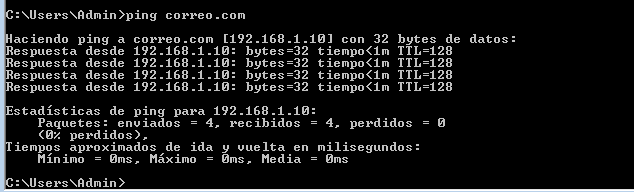 C:\Users\Admin>ping correo.com
Haciendo ping a correo.com [192.168.1.10] con 32 bytes de datos:
Respuesta desde 192.168.1.10: bytes=32 tiempo<1m TTL=128
Respuesta desde 192.168.1.10: bytes=32 tiempo<1m TTL=128
Respuesta desde 192.168.1.10: bytes=32 tiempo<1m TTL=128
Respuesta desde 192.168.1.10: bytes=32 tiempo<1m TTL=128
Estadísticas de ping para 192.168.1.10:
Paquetes: enviados = 4, recibidos = 4, perdidos = 0
(0% perdidos),
Tiempos aproximados de ida y vuelta en milisegundos:
Mínimo = 0ms, Máximo = 0ms, Media = 0ms
C:\Users\Admin>